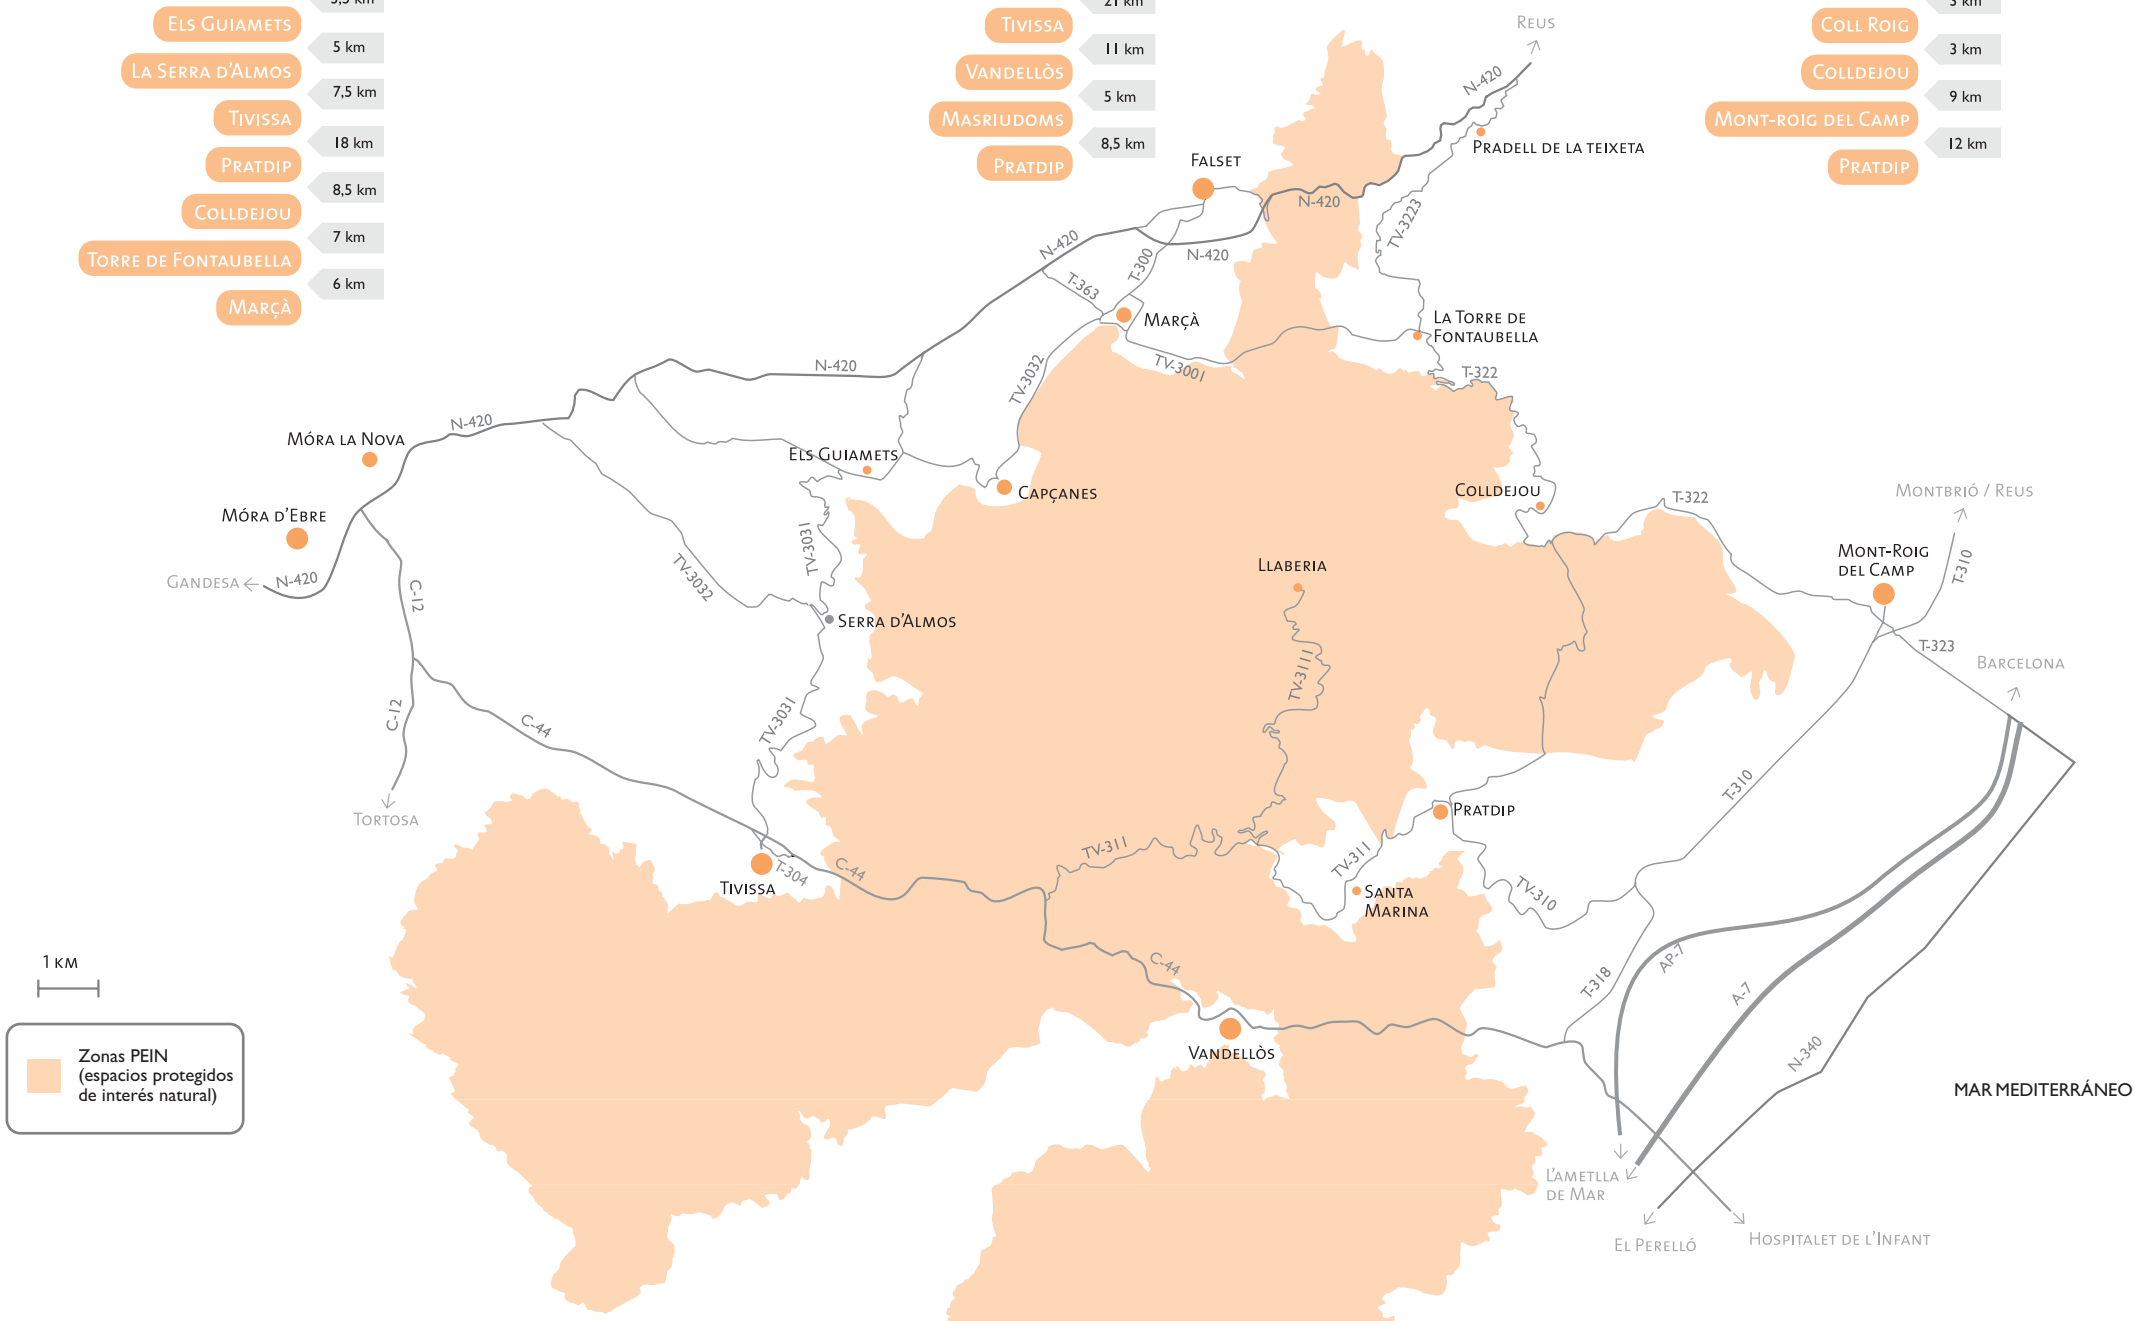 5,5 km
ELS GUIAMETS
5 km
LA SERRA D'ALMOS
7,5 km
TIVISSA
18 km
PRATDIP
8,5 km
COLLDEJOU
7 km
TORRE DE FONTAUBELLA
6 km
MARÇÀ
21 km
TIVISSA
11 km
VANDELLÒS
5 km
MASRIUDOMS
8,5 km
PRATDIP
COLL ROIG
3 km
COLLDEJOU
9 km
MONT-ROIG DEL CAMP
12 km
PRATDIP
REUS
N-420
PRADELL DE LA TEIXETA
FALSET
N-420
TV-3223
N-420
N-420
T-300
T-363
MARÇÀ
LA TORRE DE
FONTAUBELLA
TV-3001
T-322
N-420
TV-3032
N-420
MÓRA LA NOVA
ELS GUIAMETS
CAPÇANES
COLLDEJOU
T-322
MONTBRIÓ / REUS
MÓRA D'EBRE
TV-3031
MONT-ROIG
DEL CAMP
T-310
GANDESA
N-420
C-12
TV-3032
LLABERIA
SERRA D'ALMOS
T-323
BARCELONA
TV-3111
C-12
C-44
TV-3031
T-310
TORTOSA
PRATDIP
TV-311
TV-311
TIVISSA
T-304
C-44
SANTA
MARINA
TV-310
C-44
AP-7
T-318
A-7
1 KM
VANDELLÒS
N-340
Zonas PEIN
(espacios protegidos
de interés natural)
MAR MEDITERRÁNEO
L'AMETLLA
DE MAR
EL PERELLÓ
HOSPITALET DE L'INFANT